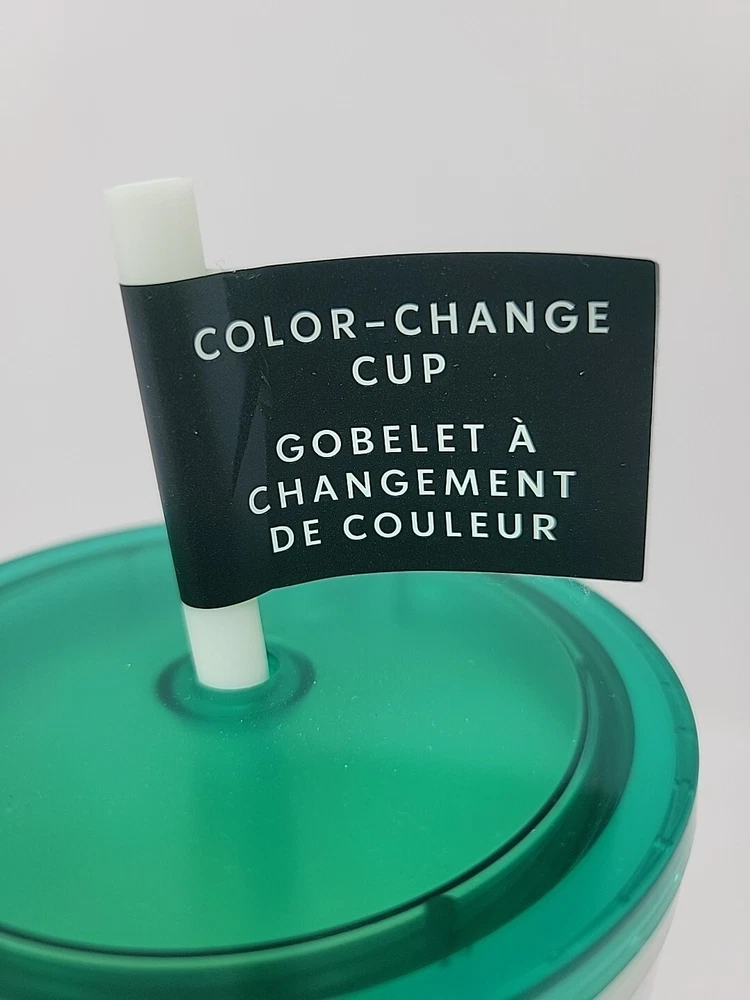 COLOR-CHANGE
CUP
GOBELET À
CHANGEMENT
DE COULEUR